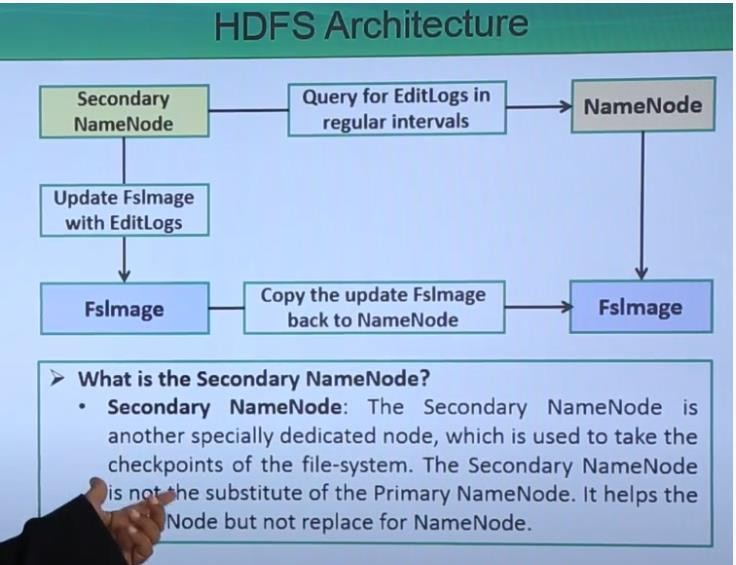 HDFS Architecture
Secondary
NameNode
Query for EditLogs in
regular intervals
NameNode
Update FsImage
with EditLogs
FsImage
Copy the update FsImage
back to NameNode
FsImage
➢ What is the Secondary NameNode?
• Secondary NameNode: The Secondary NameNode is
another specially dedicated node, which is used to take the
checkpoints of the file-system. The Secondary NameNode
is not the substitute of the Primary NameNode. It helps the
Node but not replace for NameNode.